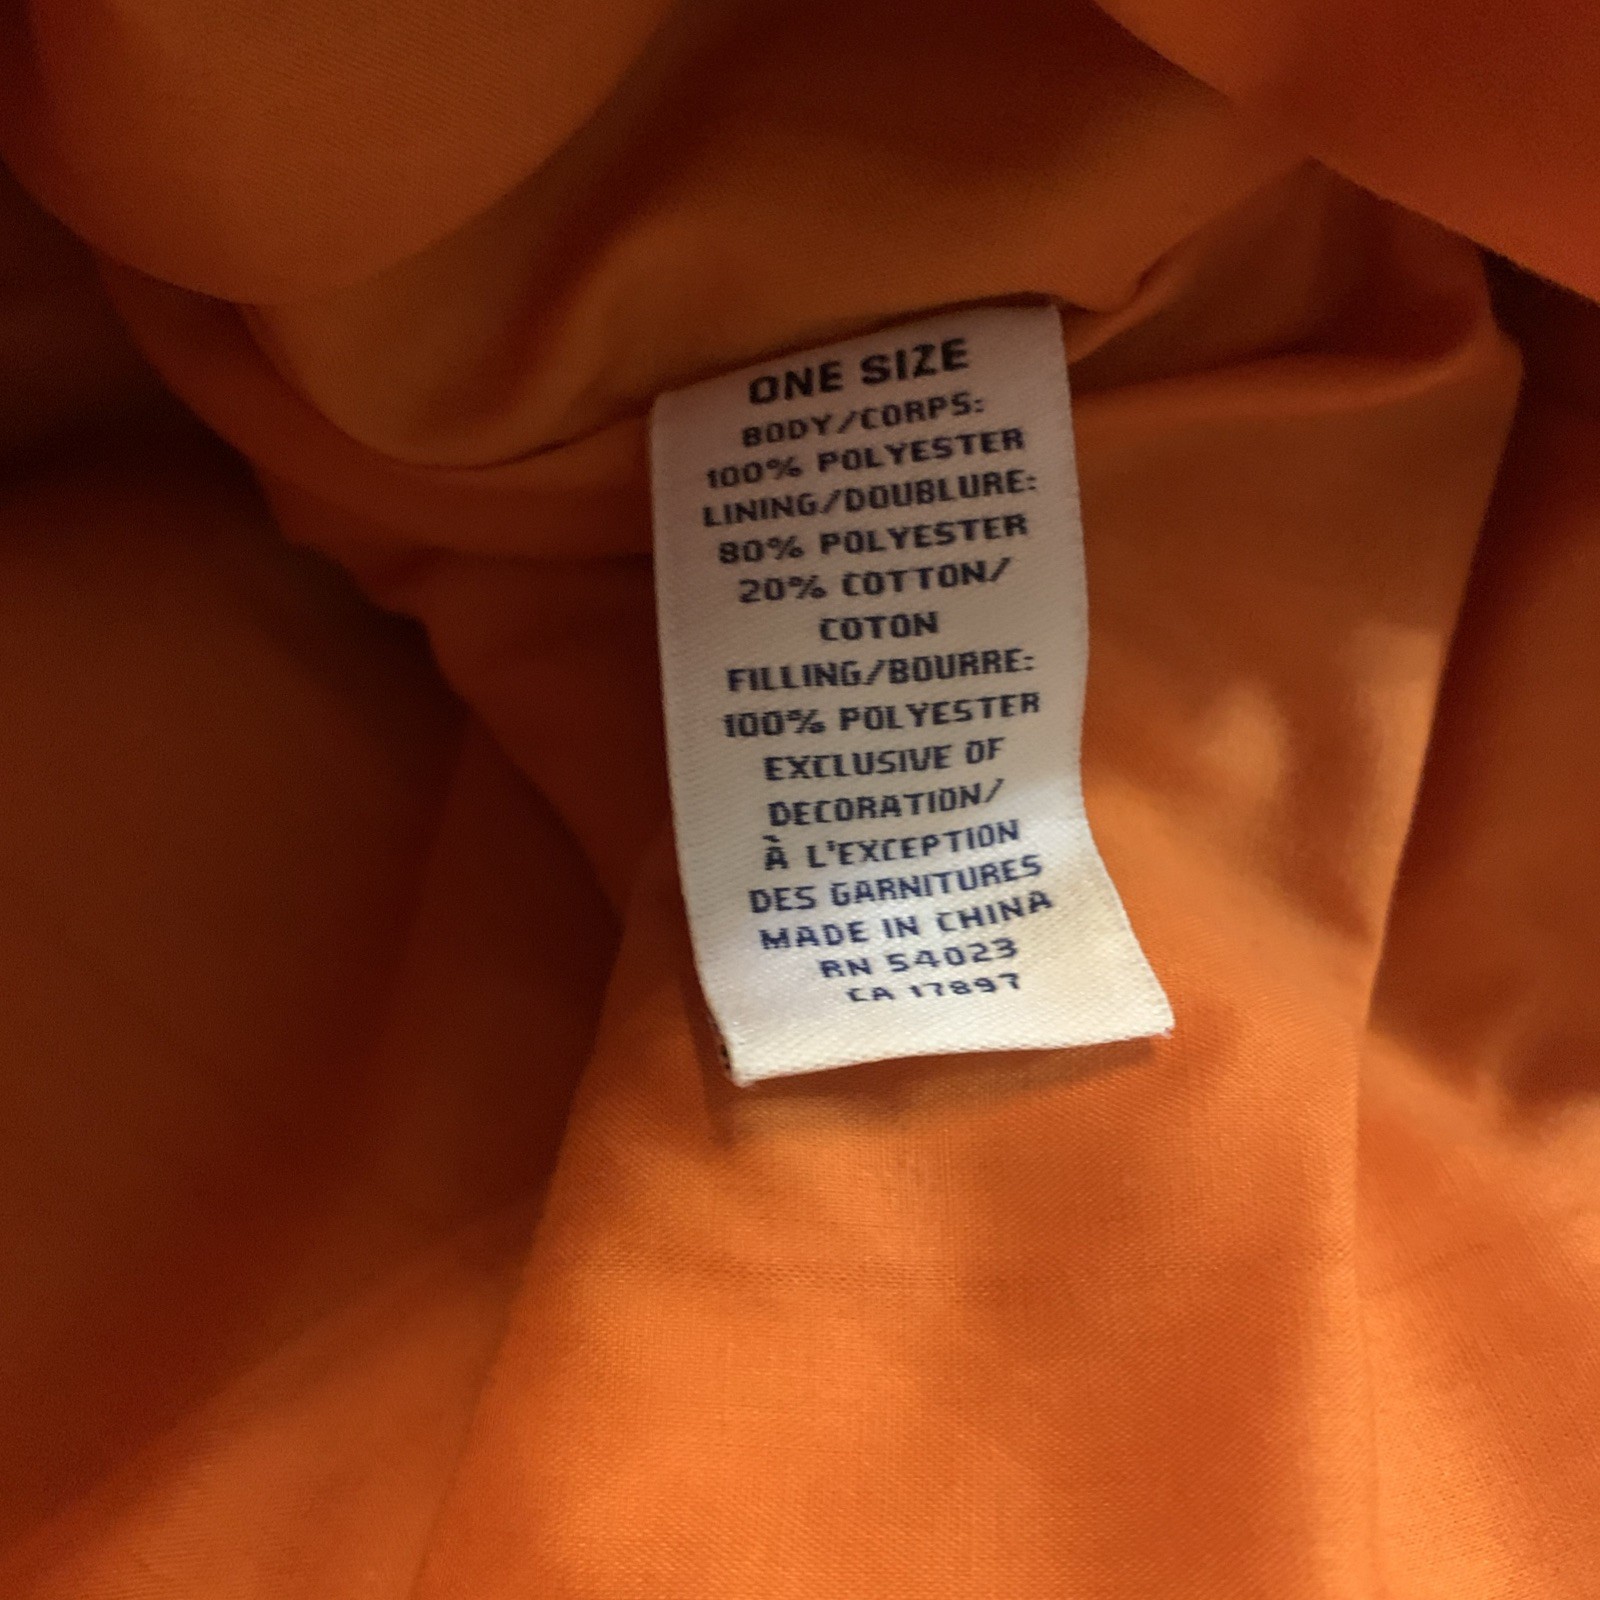 ONE SIZE
BODY/CORPS:
100% POLYESTER
LINING/DOUBLURE:
80% POLYESTER
20% COTTON/
COTON
FILLING/BOURRE:
100% POLYESTER
EXCLUSIVE OF
DECORATION/
À L'EXCEPTION
DES GARNITURES
MADE IN CHINA
RN 54023
CA 17897